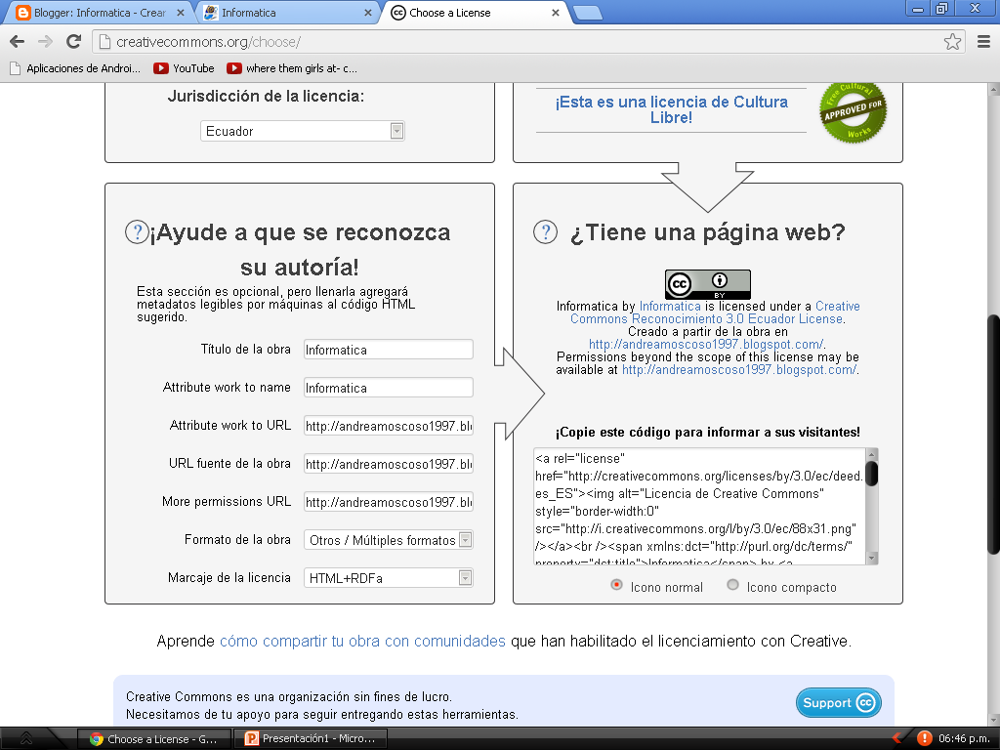 Blogger: Informatica - Crear
Informatica
Choose a License
creativecommons.org/choose/
Aplicaciones de Androi...
YouTube
where them girls at- c...
Jurisdicción de la licencia:
Ecuador
¡Esta es una licencia de Cultura
Libre!
Free Cultural
APPROVED FOR
Works
¡Ayude a que se reconozca
su autoría!
Esta sección es opcional, pero llenarla agregará
metadatos legibles por máquinas al código HTML
sugerido.
Título de la obra
Informatica
Attribute work to name
Informatica
Attribute work to URL
http://andreamoscoso1997.bl
URL fuente de la obra
http://andreamoscoso1997.bl
More permissions URL
http://andreamoscoso1997.bl
Formato de la obra
Otros / Múltiples formatos
Marcaje de la licencia
HTML+RDFa
¿Tiene una página web?
cc
BY
Informatica by Informatica is licensed under a Creative
Commons Reconocimiento 3.0 Ecuador License.
Creado a partir de la obra en
http://andreamoscoso1997.blogspot.com/.
Permissions beyond the scope of this license may be
available at http://andreamoscoso1997.blogspot.com/.
¡Copie este código para informar a sus visitantes!
<a rel="license"
href="http://creativecommons.org/licenses/by/3.0/ec/deed.
es_ES"><img alt="Licencia de Creative Commons"
style="border-width:0"
src="http://i.creativecommons.org/l/by/3.0/ec/88x31.png"
/></a><br /><span xmlns:dct="http://purl.org/dc/terms/"
property="dct:title">Informatica</span> by <a
Icono normal
Icono compacto
Aprende cómo compartir tu obra con comunidades que han habilitado el licenciamiento con Creative.
Creative Commons es una organización sin fines de lucro.
Necesitamos de tu apoyo para seguir entregando estas herramientas.
Support cc
Choose a License - G...
Presentación1 - Micro...
06:46 p.m.